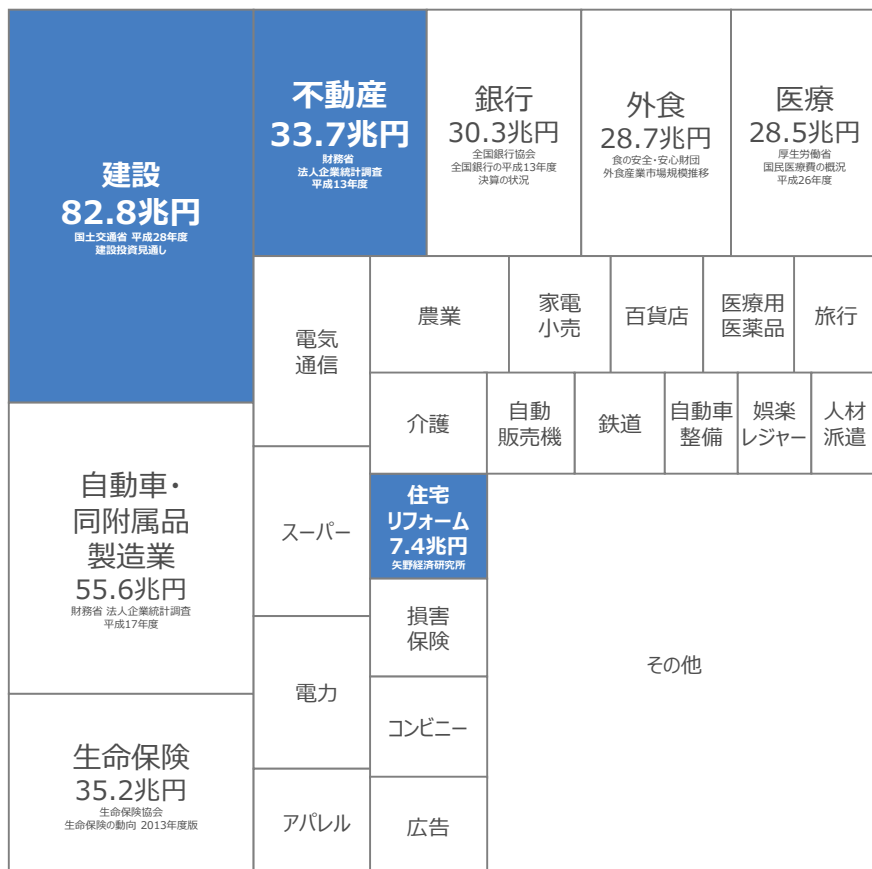 建設
82.8兆円
国土交通省 平成28年度
建設投資見通し
不動産
33.7兆円
財務省
法人企業統計調査
平成13年度
銀行
30.3兆円
全国銀行協会
全国銀行の平成13年度
決算の状況
外食
28.7兆円
食の安全・安心財団
外食産業市場規模推移
医療
28.5兆円
厚生労働省
国民医療費の概況
平成26年度
電気
通信
農業
家電
小売
百貨店
医療用
医薬品
旅行
介護
自動
販売機
鉄道
自動車
整備
娯楽
レジャー
人材
派遣
自動車・
同附属品
製造業
55.6兆円
財務省 法人企業統計調査
平成17年度
スーパー
住宅
リフォーム
7.4兆円
矢野経済研究所
損害
保険
その他
電力
コンビニー
生命保険
35.2兆円
生命保険協会
生命保険の動向 2013年度版
アパレル
広告